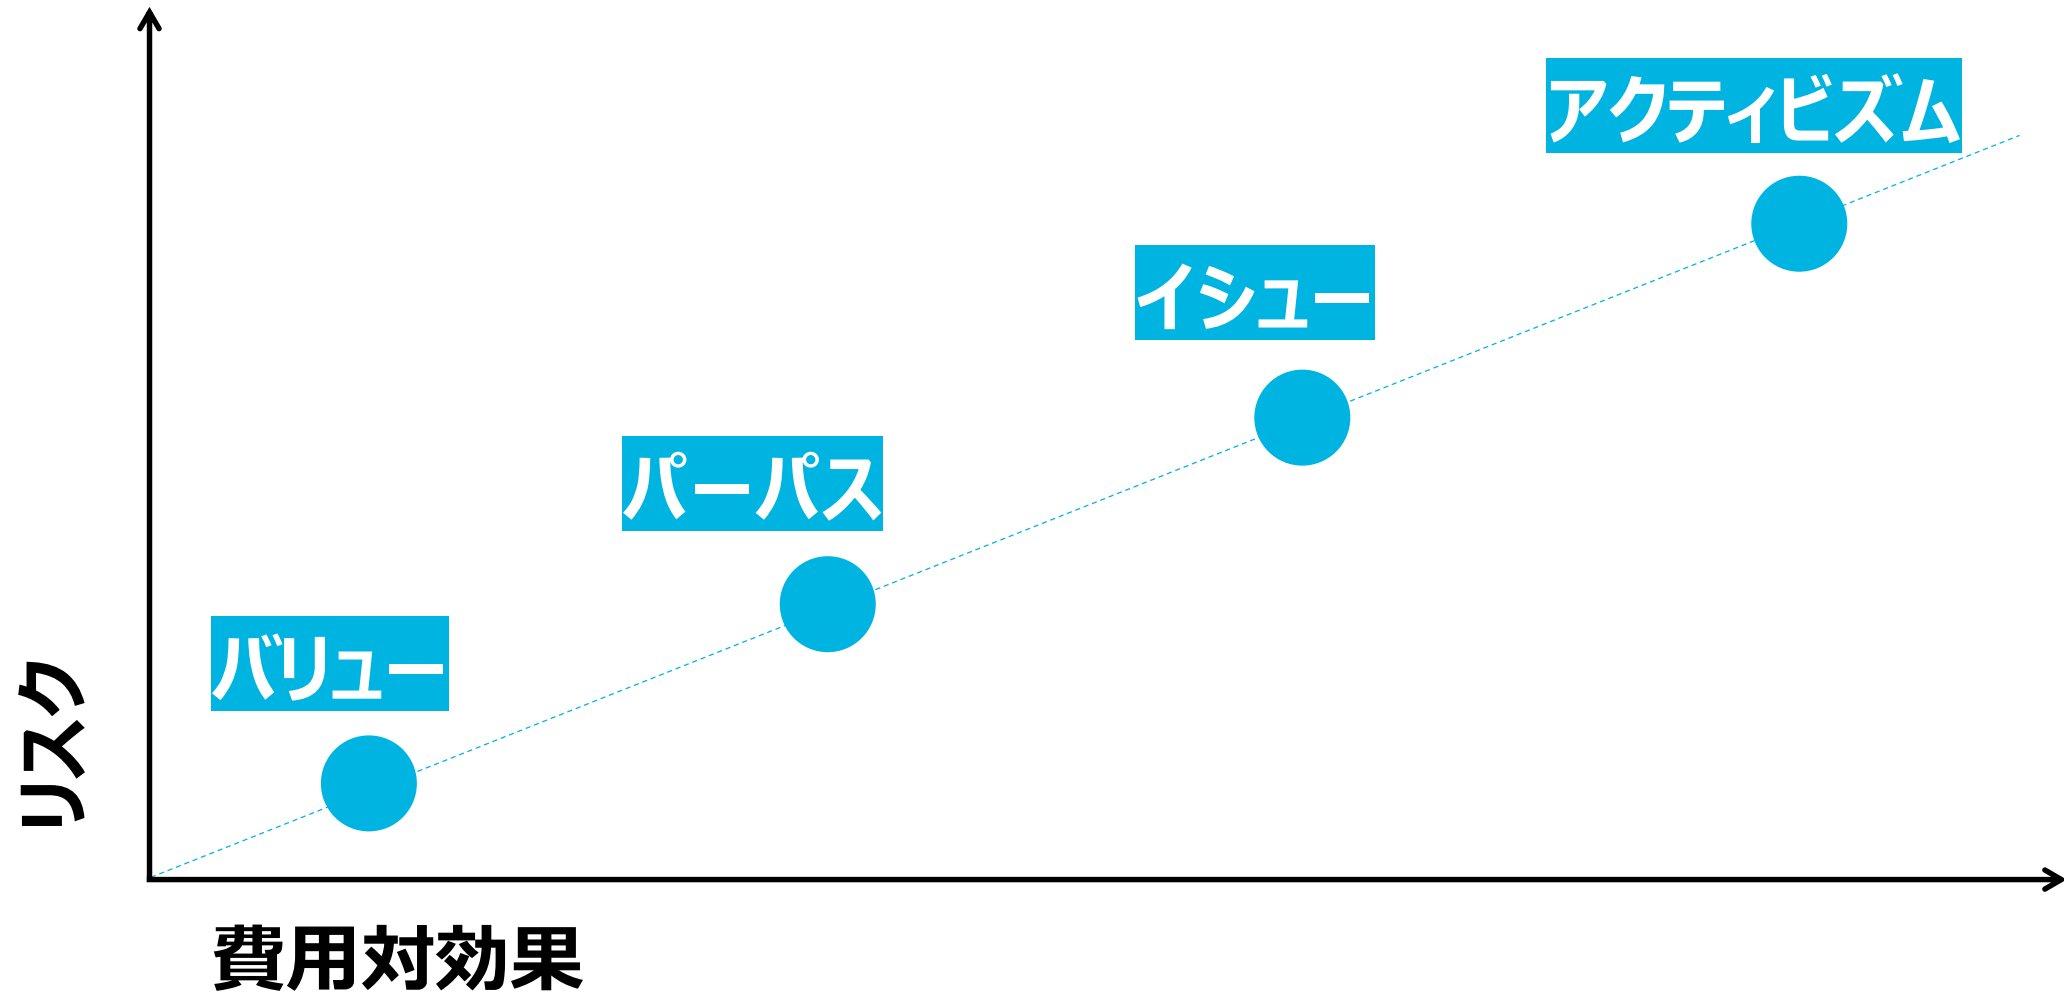 アクティビズム
イシュー
パーパス
バリュー
リスク
費用対効果